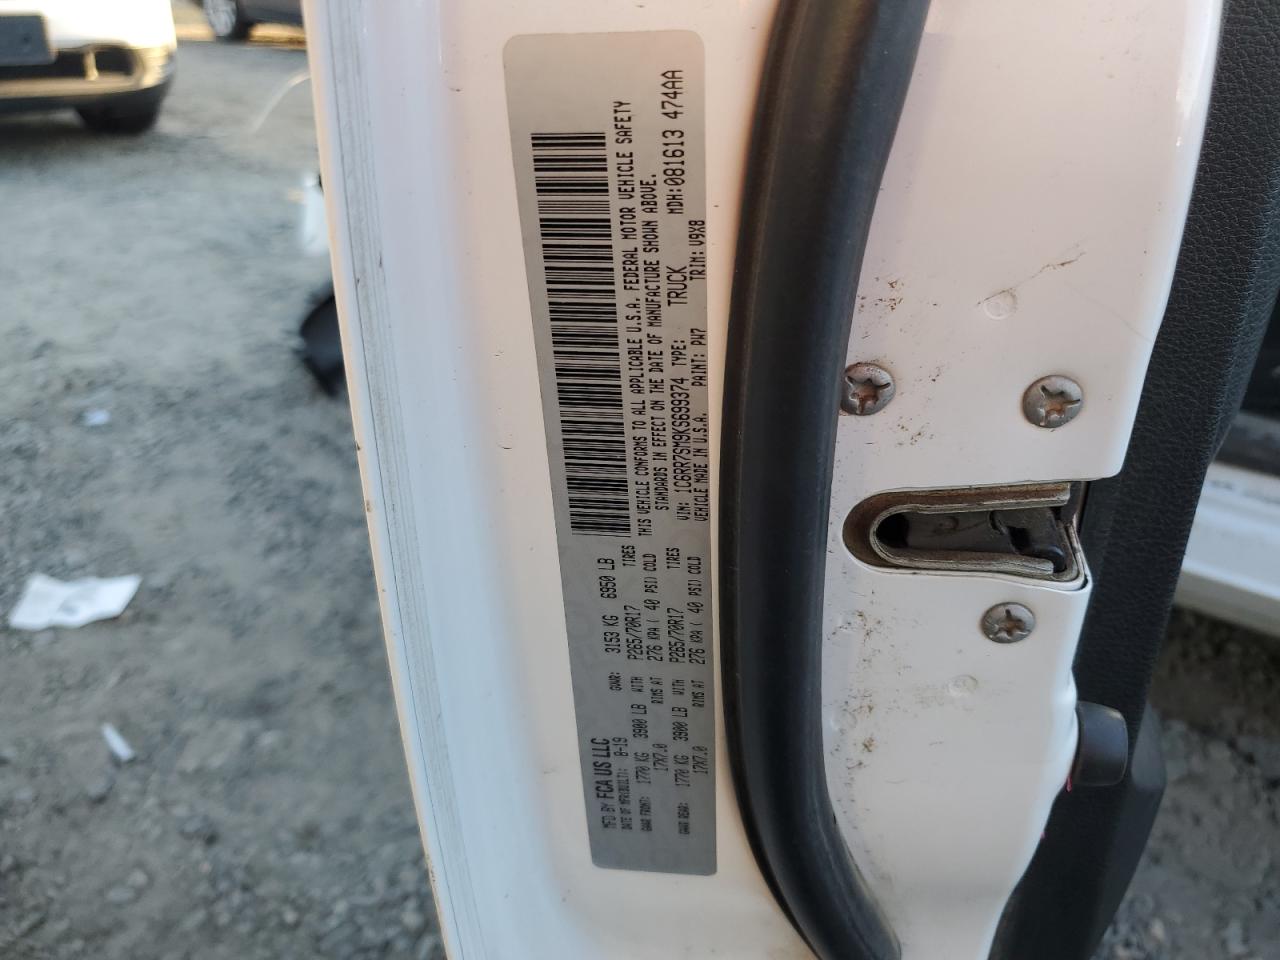 MFD BY FCA US LLC
DATE OF MFR(BUILT): 8-19 GVWR: 3153 KG 6950 LB
GAWR FRONT: 1770 KG 3900 LB WITH P265/70R17 TIRES
17X7.0 RIMS AT 276 KPA( 40 PSI) COLD
GAWR REAR: 1770 KG 3900 LB WITH P265/70R17 TIRES
17X7.0 RIMS AT 276 KPA( 40 PSI) COLD
THIS VEHICLE CONFORMS TO ALL APPLICABLE U.S.A. FEDERAL MOTOR VEHICLE SAFETY
STANDARDS IN EFFECT ON THE DATE OF MANUFACTURE SHOWN ABOVE.
VIN: 1C6RR7SM9KS699374 TYPE: TRUCK MDH:081613 474AA
VEHICLE MADE IN U.S.A. PAINT: PW7 TRIM: V9X8